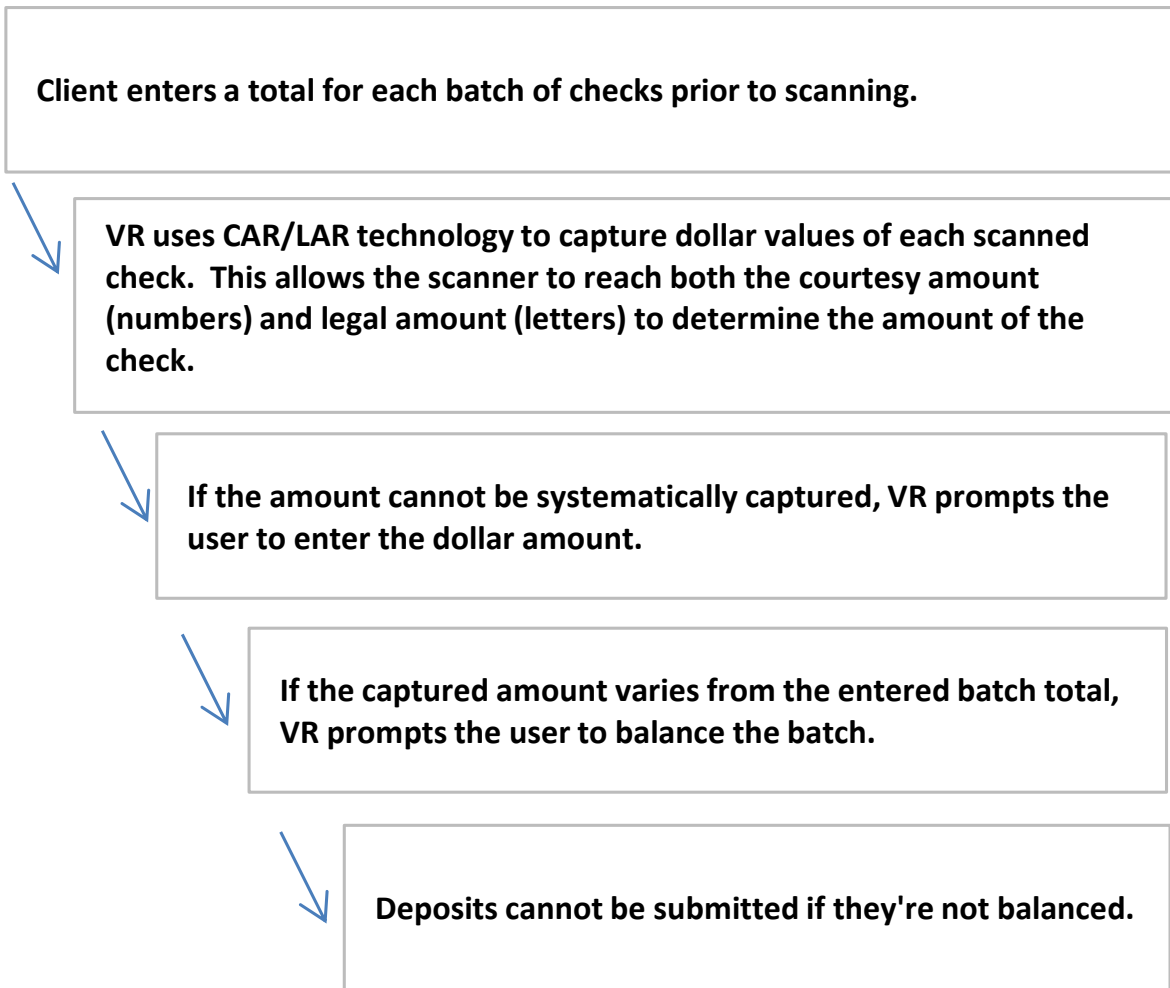 Client enters a total for each batch of checks prior to scanning.
VR uses CAR/LAR technology to capture dollar values of each scanned
check.  This allows the scanner to reach both the courtesy amount
(numbers) and legal amount (letters) to determine the amount of the
check.
If the amount cannot be systematically captured, VR prompts the
user to enter the dollar amount.
If the captured amount varies from the entered batch total,
VR prompts the user to balance the batch.
Deposits cannot be submitted if they're not balanced.